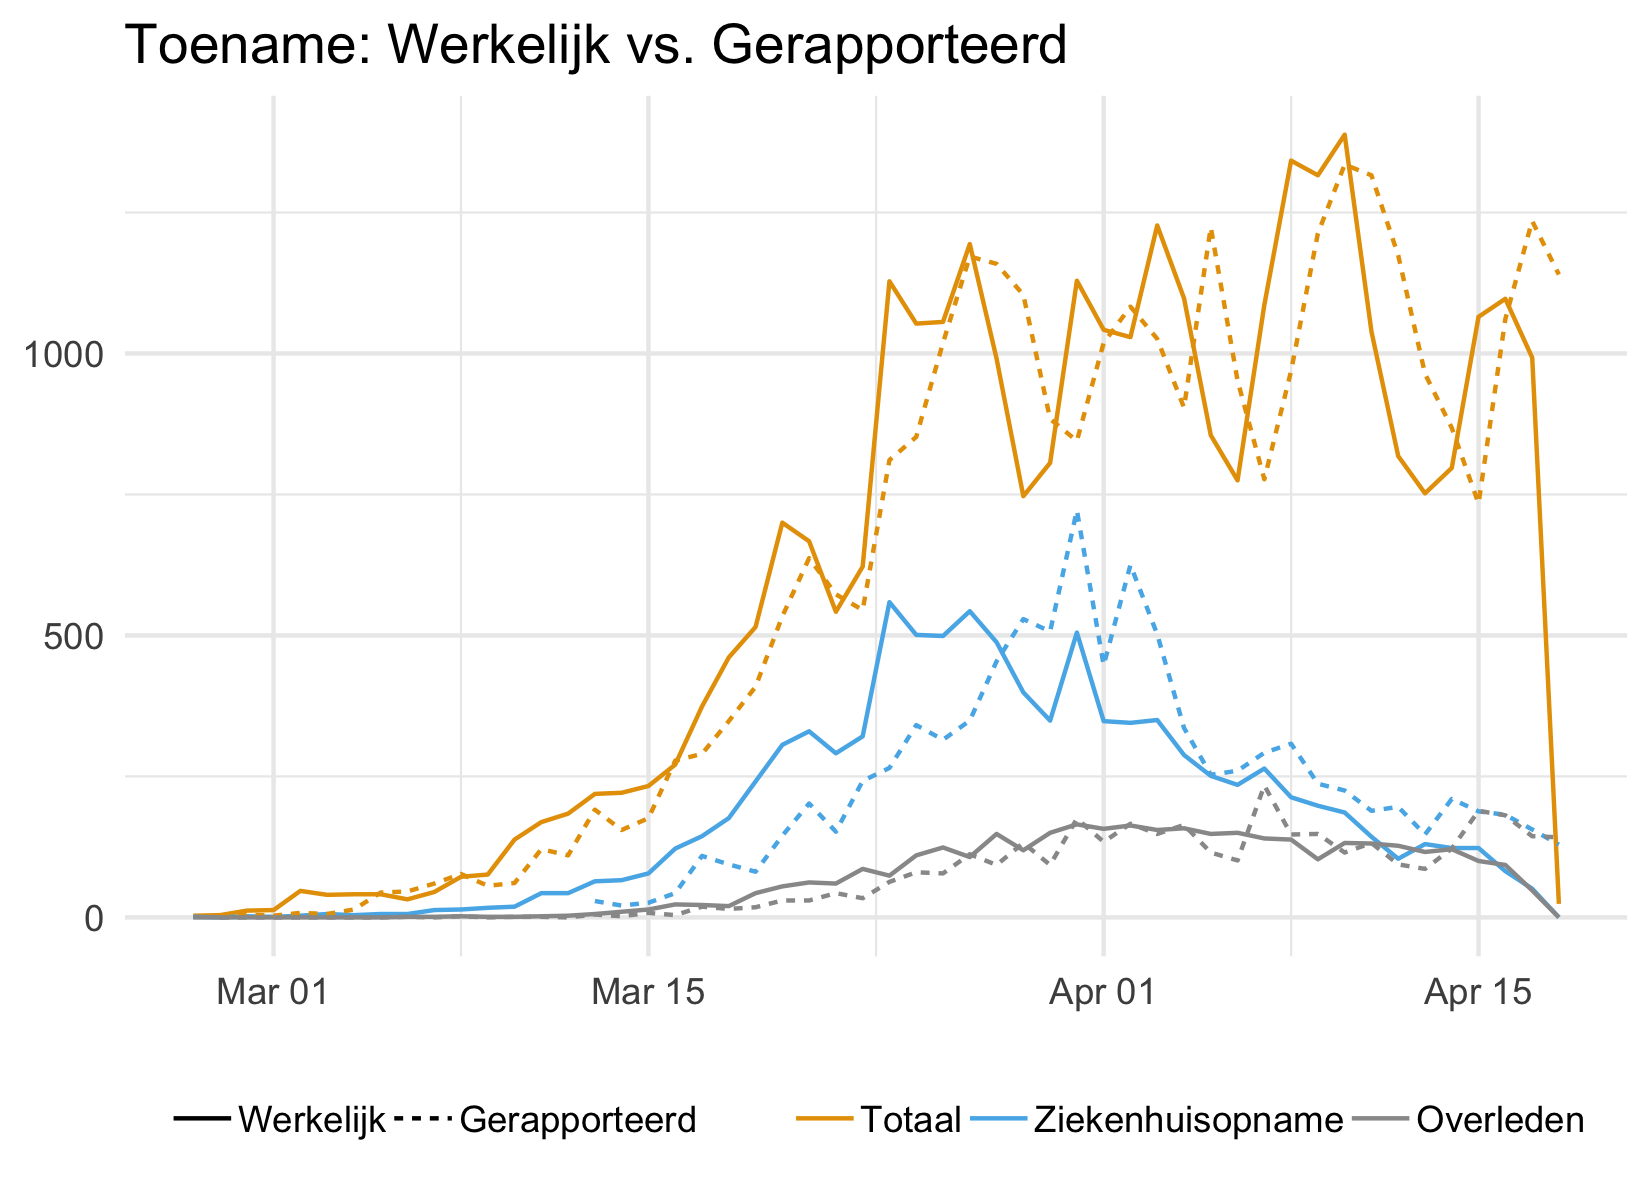 Toename: Werkelijk vs. Gerapporteerd
1000
500
0
Mar 01 Mar 15 Apr 01 Apr 15
Werkelijk Gerapporteerd Totaal Ziekenhuisopname Overleden